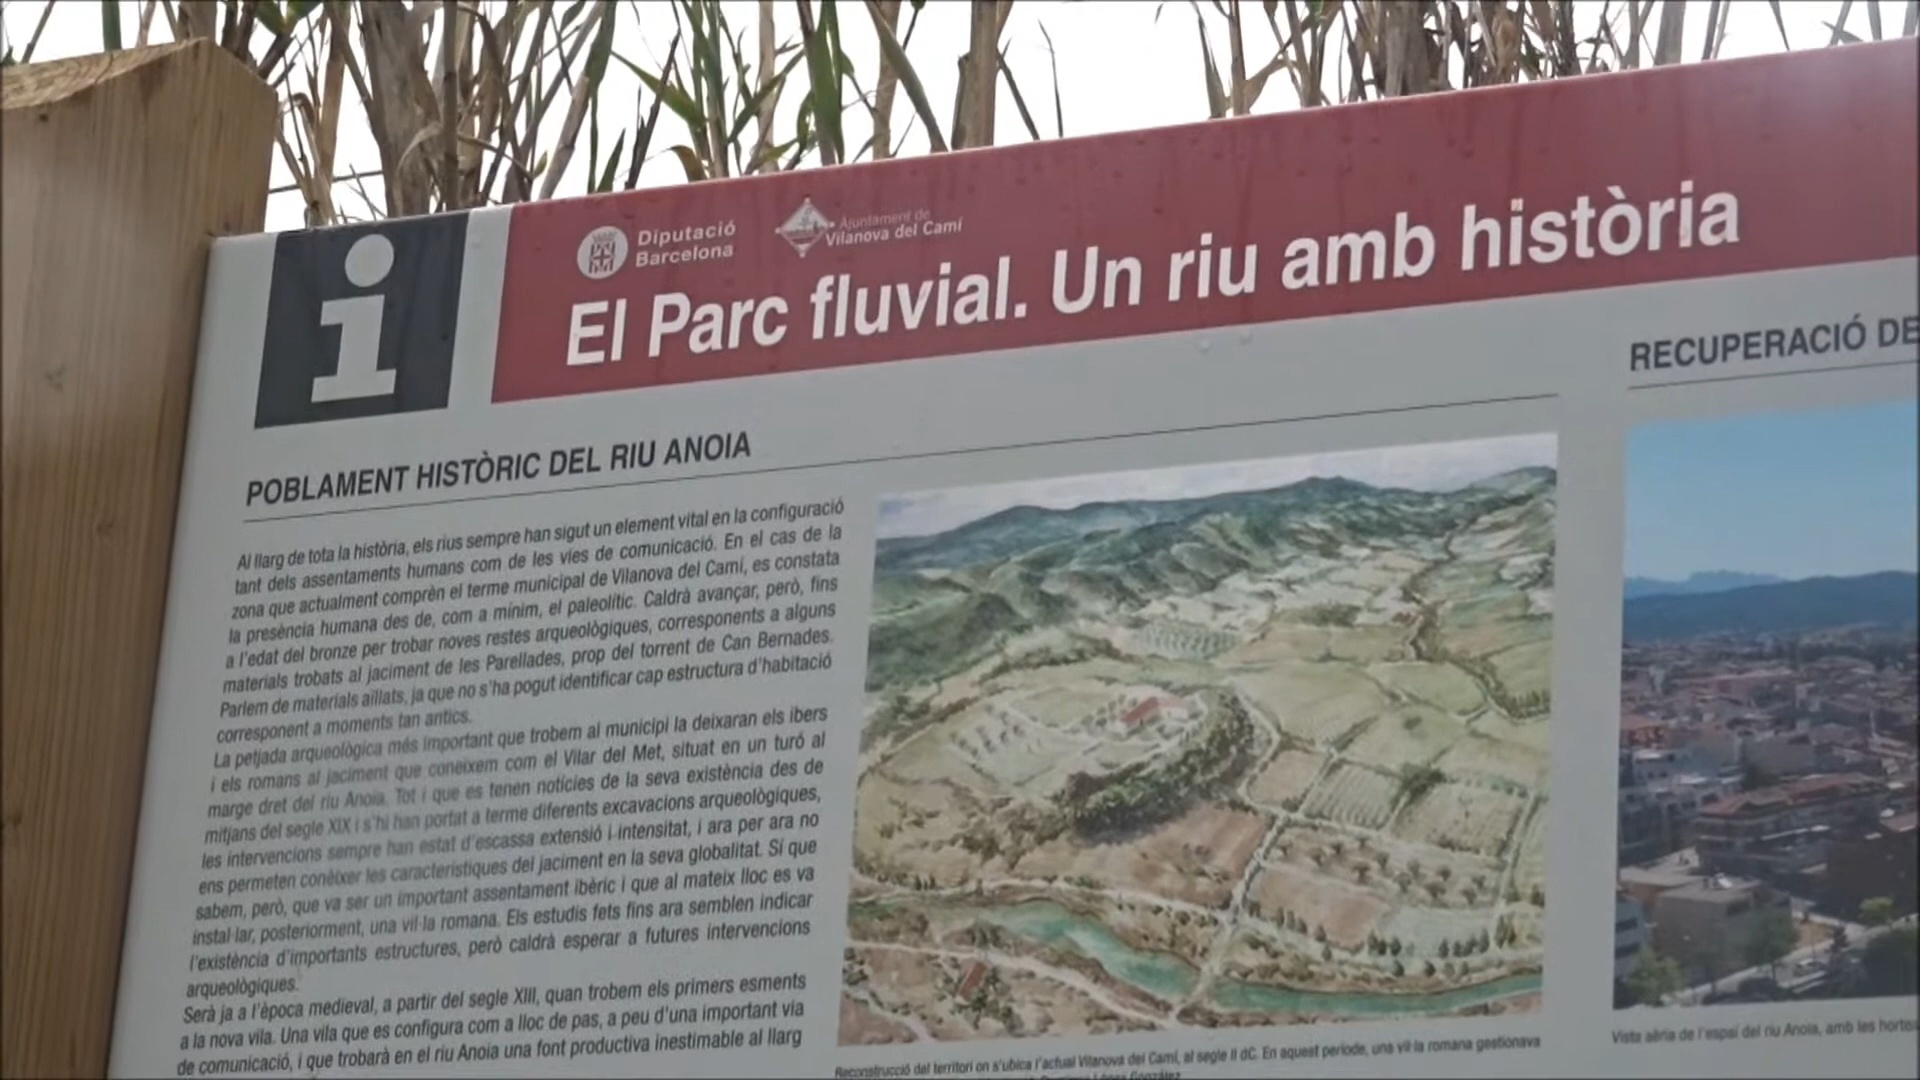 i
Diputació
Barcelona
Ajuntament de
Vilanova del Camí
El Parc fluvial. Un riu amb història
POBLAMENT HISTÒRIC DEL RIU ANOIA
Al llarg de tota la història, els rius sempre han sigut un element vital en la configuració
tant dels assentaments humans com de les vies de comunicació. En el cas de la
zona que actualment comprèn el terme municipal de Vilanova del Camí, es constata
la presència humana des de, com a mínim, el paleolític. Caldrà avançar, però, fins
a l'edat del bronze per trobar noves restes arqueològiques, corresponents a alguns
materials trobats al jaciment de les Parellades, prop del torrent de Can Bernades.
Parlem de materials aïllats, ja que no s'ha pogut identificar cap estructura d'habitació
corresponent a moments tan antics.
La petjada arqueològica més important que trobem al municipi la deixaran els ibers
i els romans al jaciment que coneixem com el Vilar del Met, situat en un turó al
marge dret del riu Anoia. Tot i que es tenen notícies de la seva existència des de
mitjans del segle XIX i s'hi han portat a terme diferents excavacions arqueològiques,
les intervencions sempre han estat d'escassa extensió i intensitat, i ara per ara no
ens permeten conèixer les característiques del jaciment en la seva globalitat. Sí que
sabem, però, que va ser un important assentament ibèric i que al mateix lloc es va
instal·lar, posteriorment, una vil·la romana. Els estudis fets fins ara semblen indicar
l'existència d'importants estructures, però caldrà esperar a futures intervencions
arqueològiques.
Serà ja a l'època medieval, a partir del segle XIII, quan trobem els primers esments
a la nova vila. Una vila que es configura com a lloc de pas, a peu d'una important via
de comunicació, i que trobarà en el riu Anoia una font productiva inestimable al llarg
Reconstrucció del territori on s'ubica l'actual Vilanova del Camí, al segle II dC. En aquest període, una vil·la romana gestionava
RECUPERACIÓ DE
Vista aèria de l'espai del riu Anoia, amb les hortos